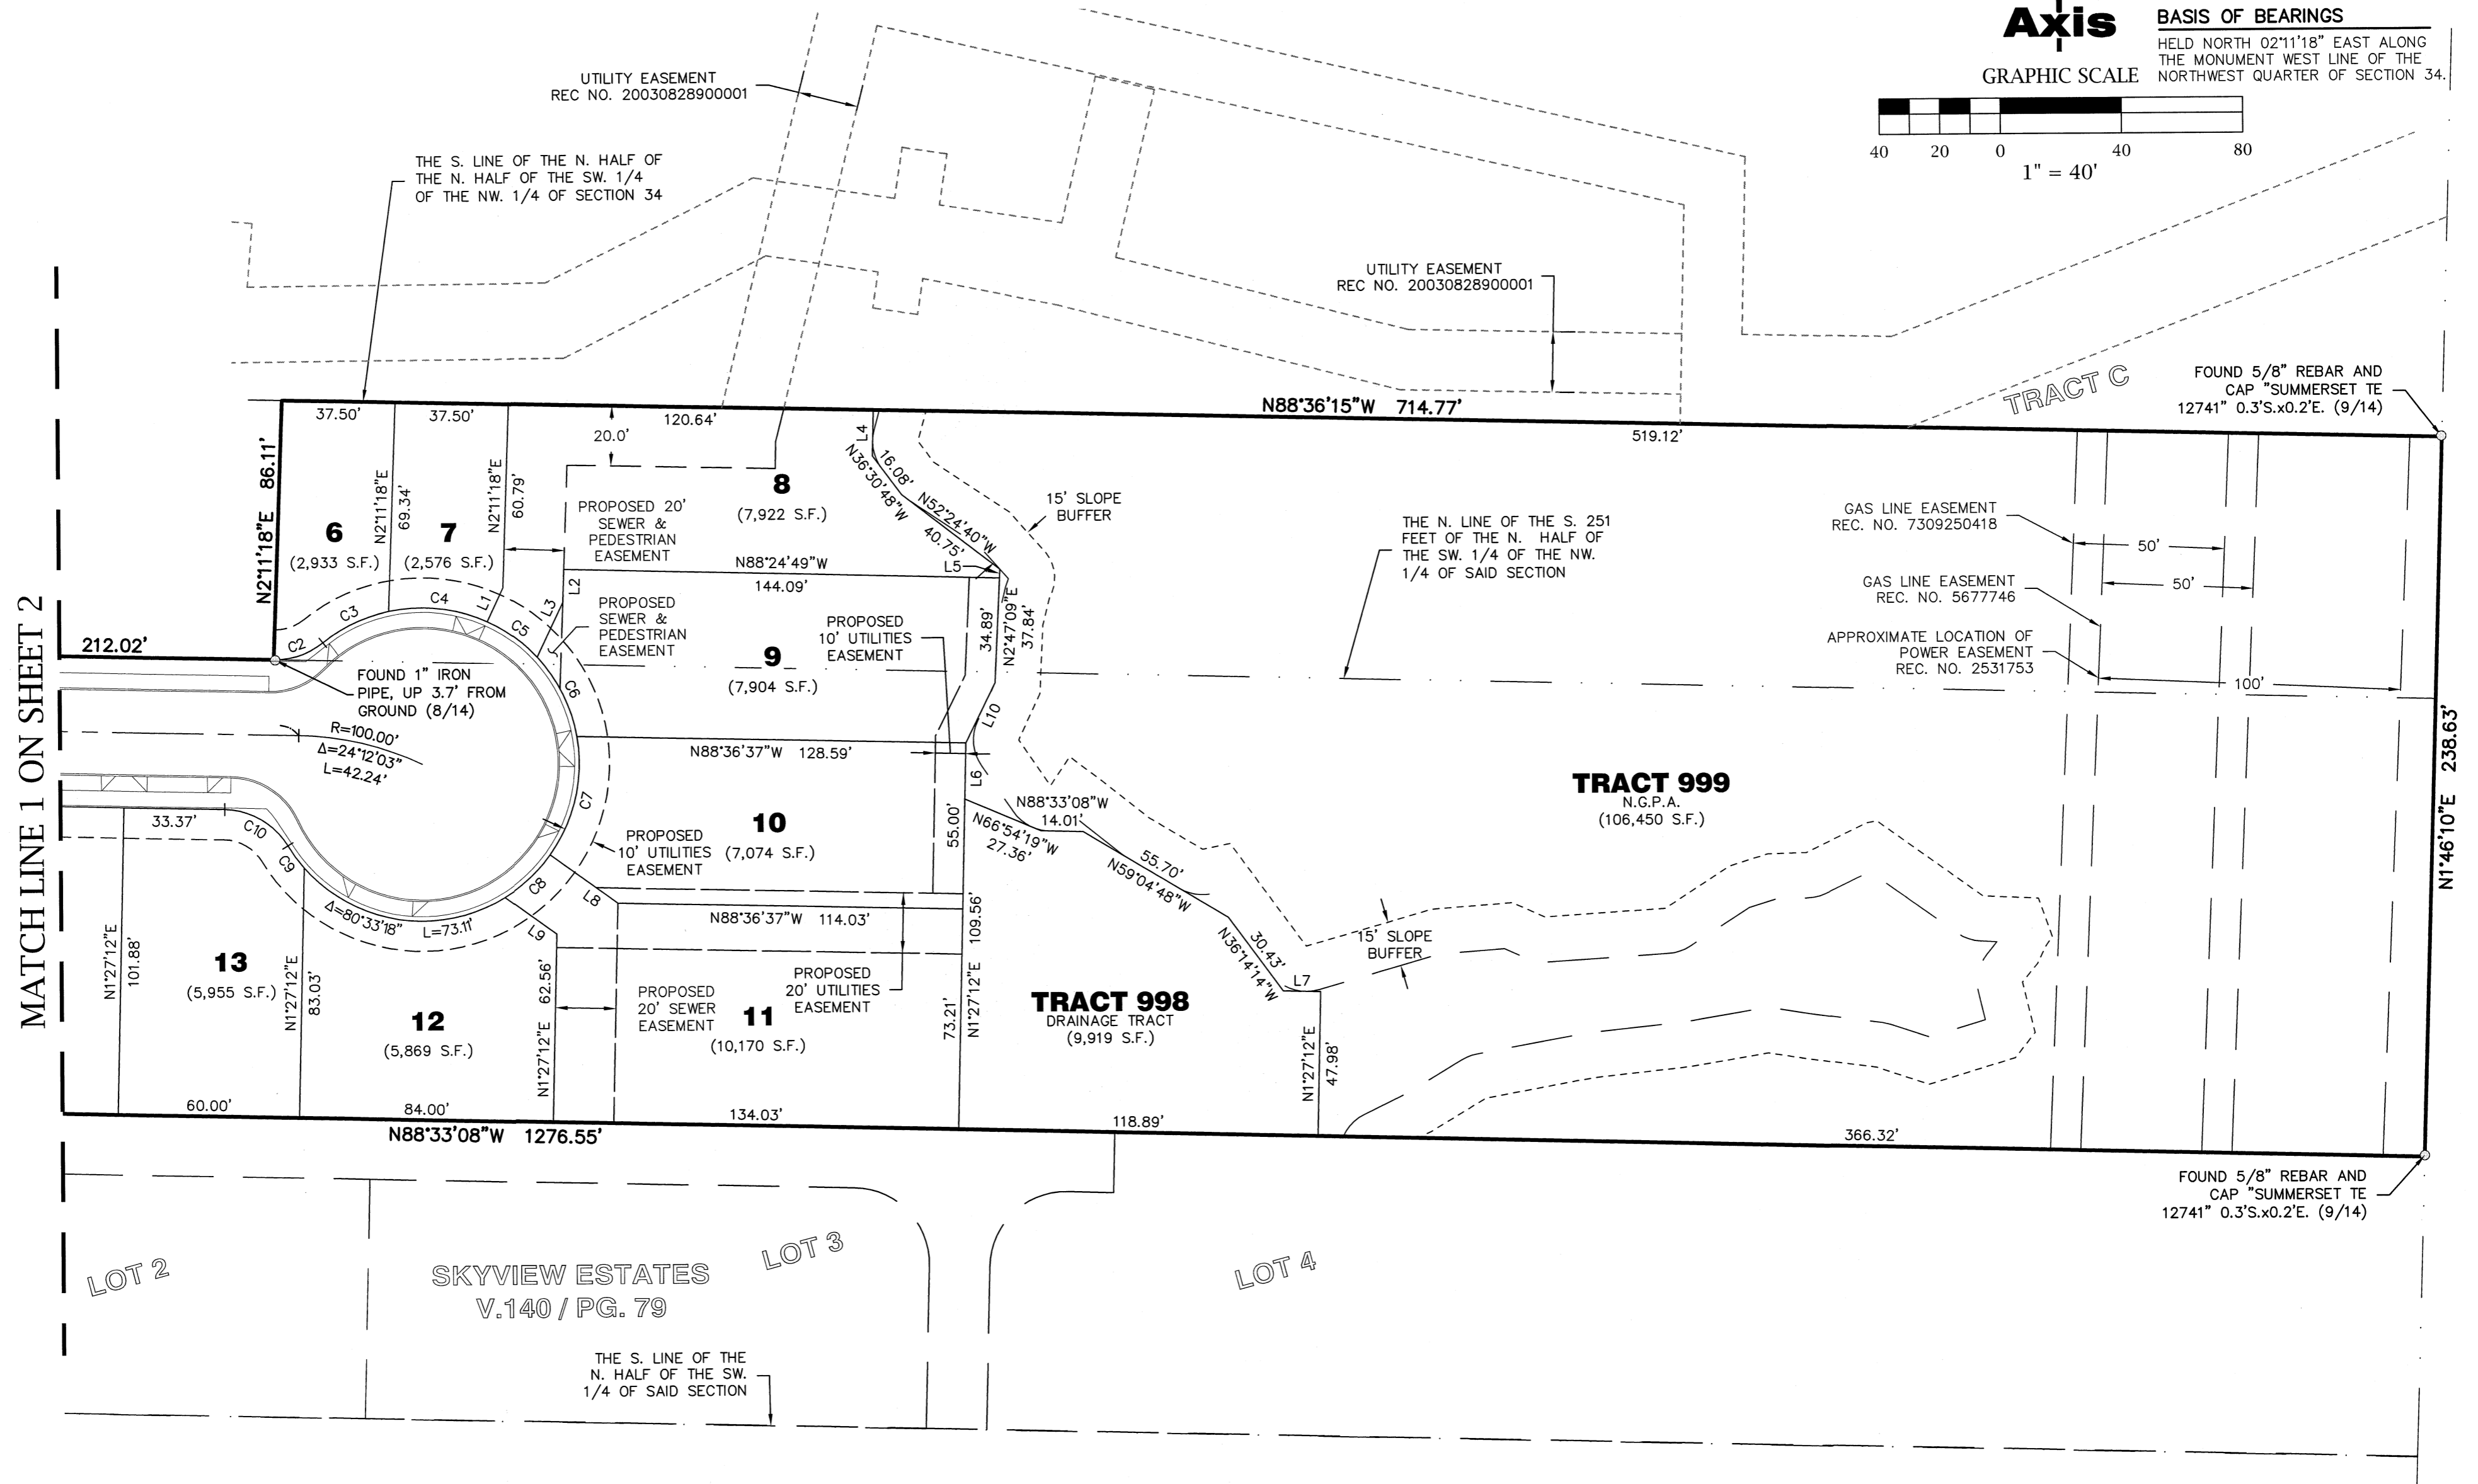 Axis
GRAPHIC SCALE
40 20 0 40 80
1" = 40'
BASIS OF BEARINGS
HELD NORTH 02°11'18" EAST ALONG
THE MONUMENT WEST LINE OF THE
NORTHWEST QUARTER OF SECTION 34.
UTILITY EASEMENT
REC NO. 20030828900001
THE S. LINE OF THE N. HALF OF
THE N. HALF OF THE SW. 1/4
OF THE NW. 1/4 OF SECTION 34
UTILITY EASEMENT
REC NO. 20030828900001
TRACT C
FOUND 5/8" REBAR AND
CAP "SUMMERSET TE
12741" 0.3'S.x0.2'E. (9/14)
N88°36'15"W 714.77'
37.50'
37.50'
120.64'
519.12'
20.0'
N2°11'18"E 86.11'
N2°11'18"E
69.34'
N2°11'18"E
60.79'
6
(2,933 S.F.)
7
(2,576 S.F.)
8
(7,922 S.F.)
PROPOSED 20'
SEWER &
PEDESTRIAN
EASEMENT
L4
16.08'
N36°30'48"W
N52°24'40"W
40.75'
L5
15' SLOPE
BUFFER
N88°24'49"W
144.09'
THE N. LINE OF THE S. 251
FEET OF THE N. HALF OF
THE SW. 1/4 OF THE NW.
1/4 OF SAID SECTION
GAS LINE EASEMENT
REC. NO. 7309250418
50'
GAS LINE EASEMENT
REC. NO. 5677746
50'
APPROXIMATE LOCATION OF
POWER EASEMENT
REC. NO. 2531753
100'
C2
C3
C4
L1
C5
L3
L2
PROPOSED
SEWER &
PEDESTRIAN
EASEMENT
9
(7,904 S.F.)
PROPOSED
10' UTILITIES
EASEMENT
34.89'
N2°47'09"E
37.84'
L10
212.02'
FOUND 1" IRON
PIPE, UP 3.7' FROM
GROUND (8/14)
R=100.00'
Δ=24°12'03"
L=42.24'
C6
C7
N88°36'37"W 128.59'
L6
MATCH LINE 1 ON SHEET 2
33.37'
C10
C9
Δ=80°33'18" L=73.11'
C8
PROPOSED
10' UTILITIES
EASEMENT
10
(7,074 S.F.)
55.00'
L8
L9
N88°36'37"W 114.03'
N88°33'08"W
14.01'
N66°54'19"W
27.36'
55.70'
N59°04'48"W
30.43'
N36°14'14"W
L7
15' SLOPE
BUFFER
TRACT 999
N.G.P.A.
(106,450 S.F.)
N1°46'10"E 238.63'
N1°27'12"E
101.88'
13
(5,955 S.F.)
N1°27'12"E
83.03'
12
(5,869 S.F.)
N1°27'12"E 62.56'
PROPOSED
20' SEWER
EASEMENT
11
(10,170 S.F.)
PROPOSED
20' UTILITIES
EASEMENT
73.21'
N1°27'12"E 109.56'
TRACT 998
DRAINAGE TRACT
(9,919 S.F.)
N1°27'12"E
47.98'
60.00'
84.00'
134.03'
118.89'
366.32'
N88°33'08"W 1276.55'
FOUND 5/8" REBAR AND
CAP "SUMMERSET TE
12741" 0.3'S.x0.2'E. (9/14)
LOT 2
SKYVIEW ESTATES
V.140 / PG. 79
LOT 3
LOT 4
THE S. LINE OF THE
N. HALF OF THE SW.
1/4 OF SAID SECTION